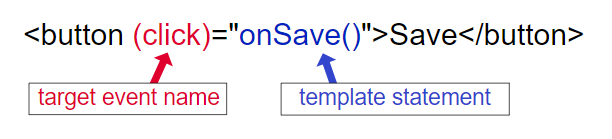 <button (click)="onSave()">Save</button>
target event name
template statement